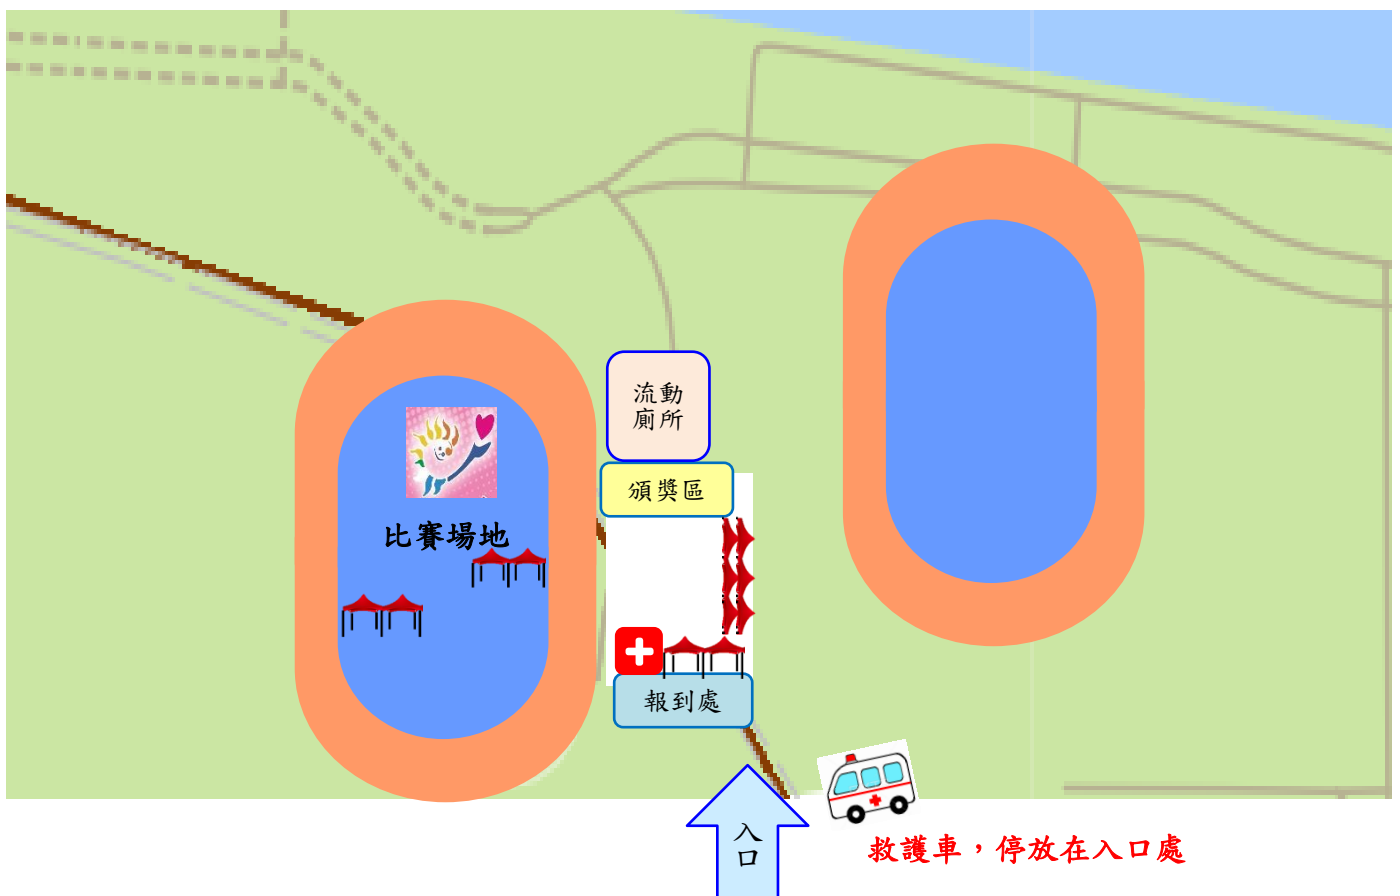 流動
廁所
頒獎區
比賽場地
報到處
入
口
救護車，停放在入口處